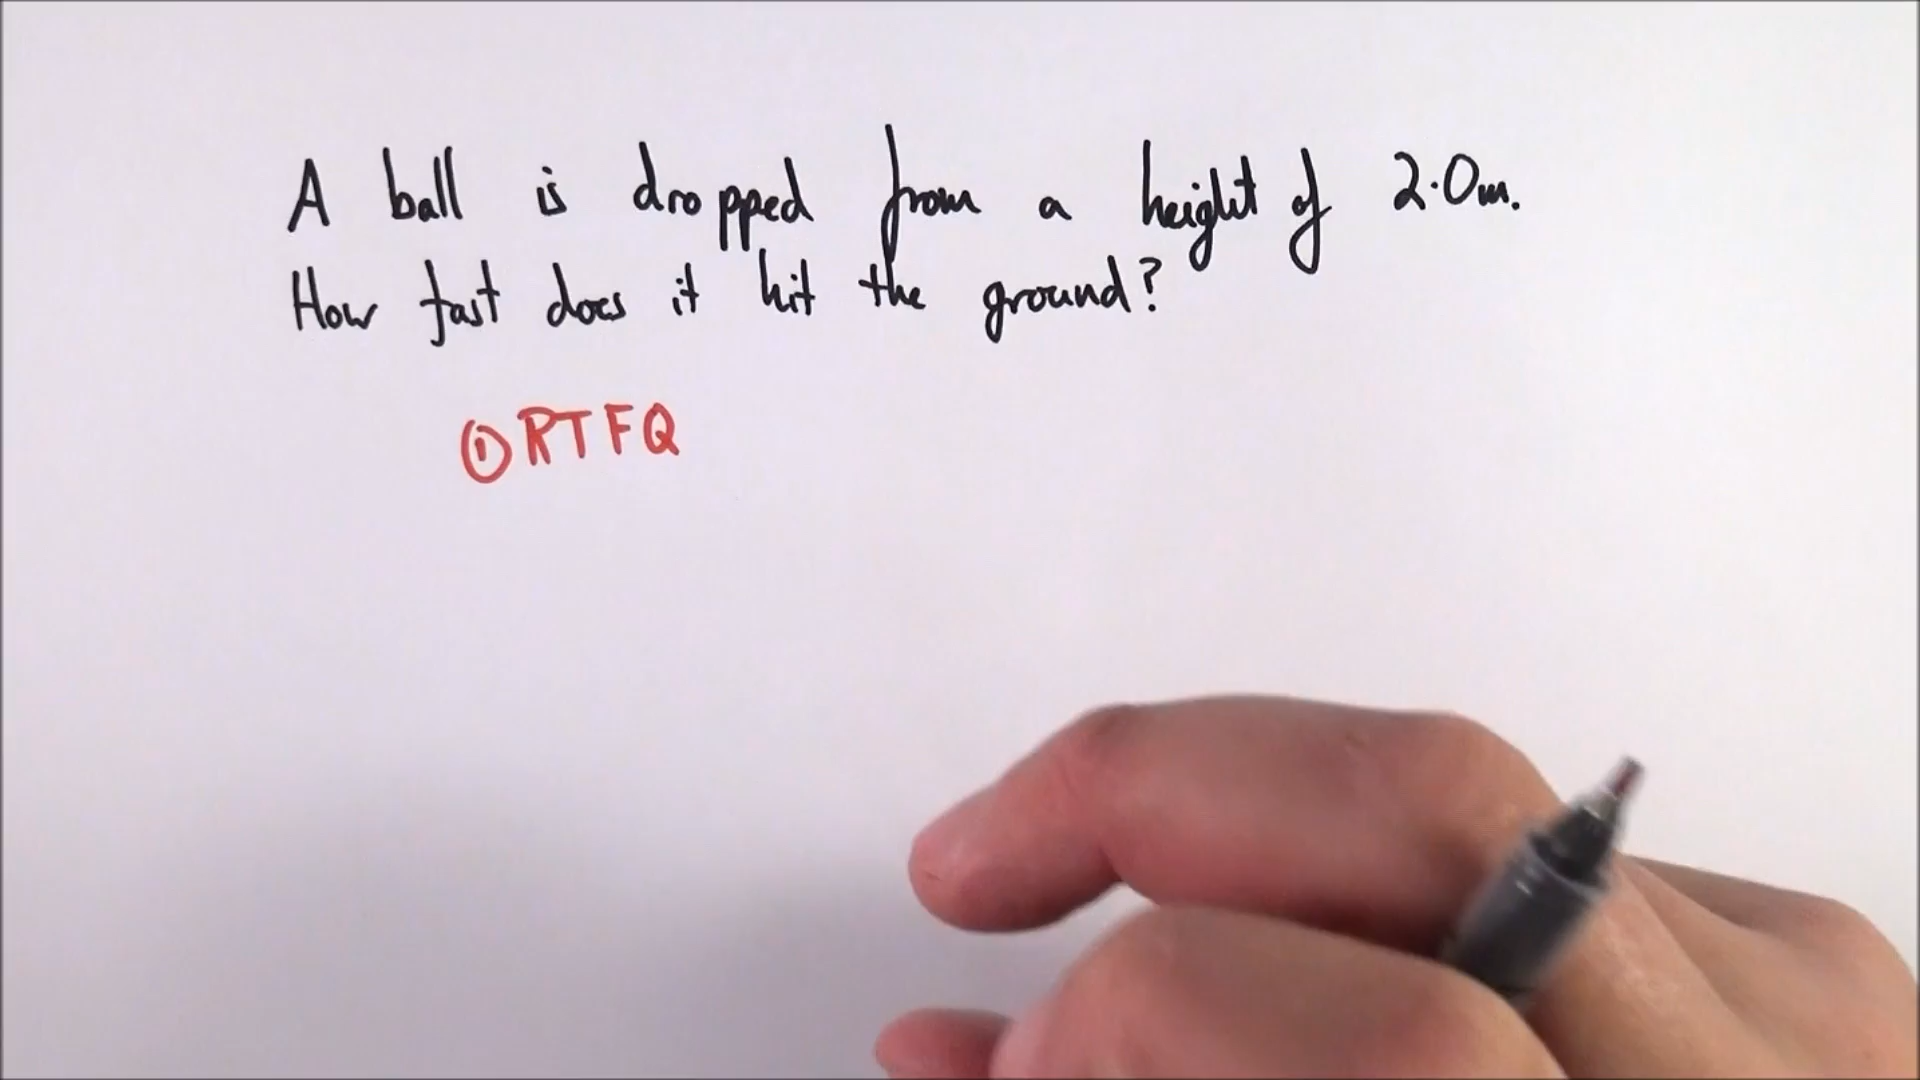 A ball is dropped from a height of 2.0m.
How fast does it hit the ground?
① RTFQ